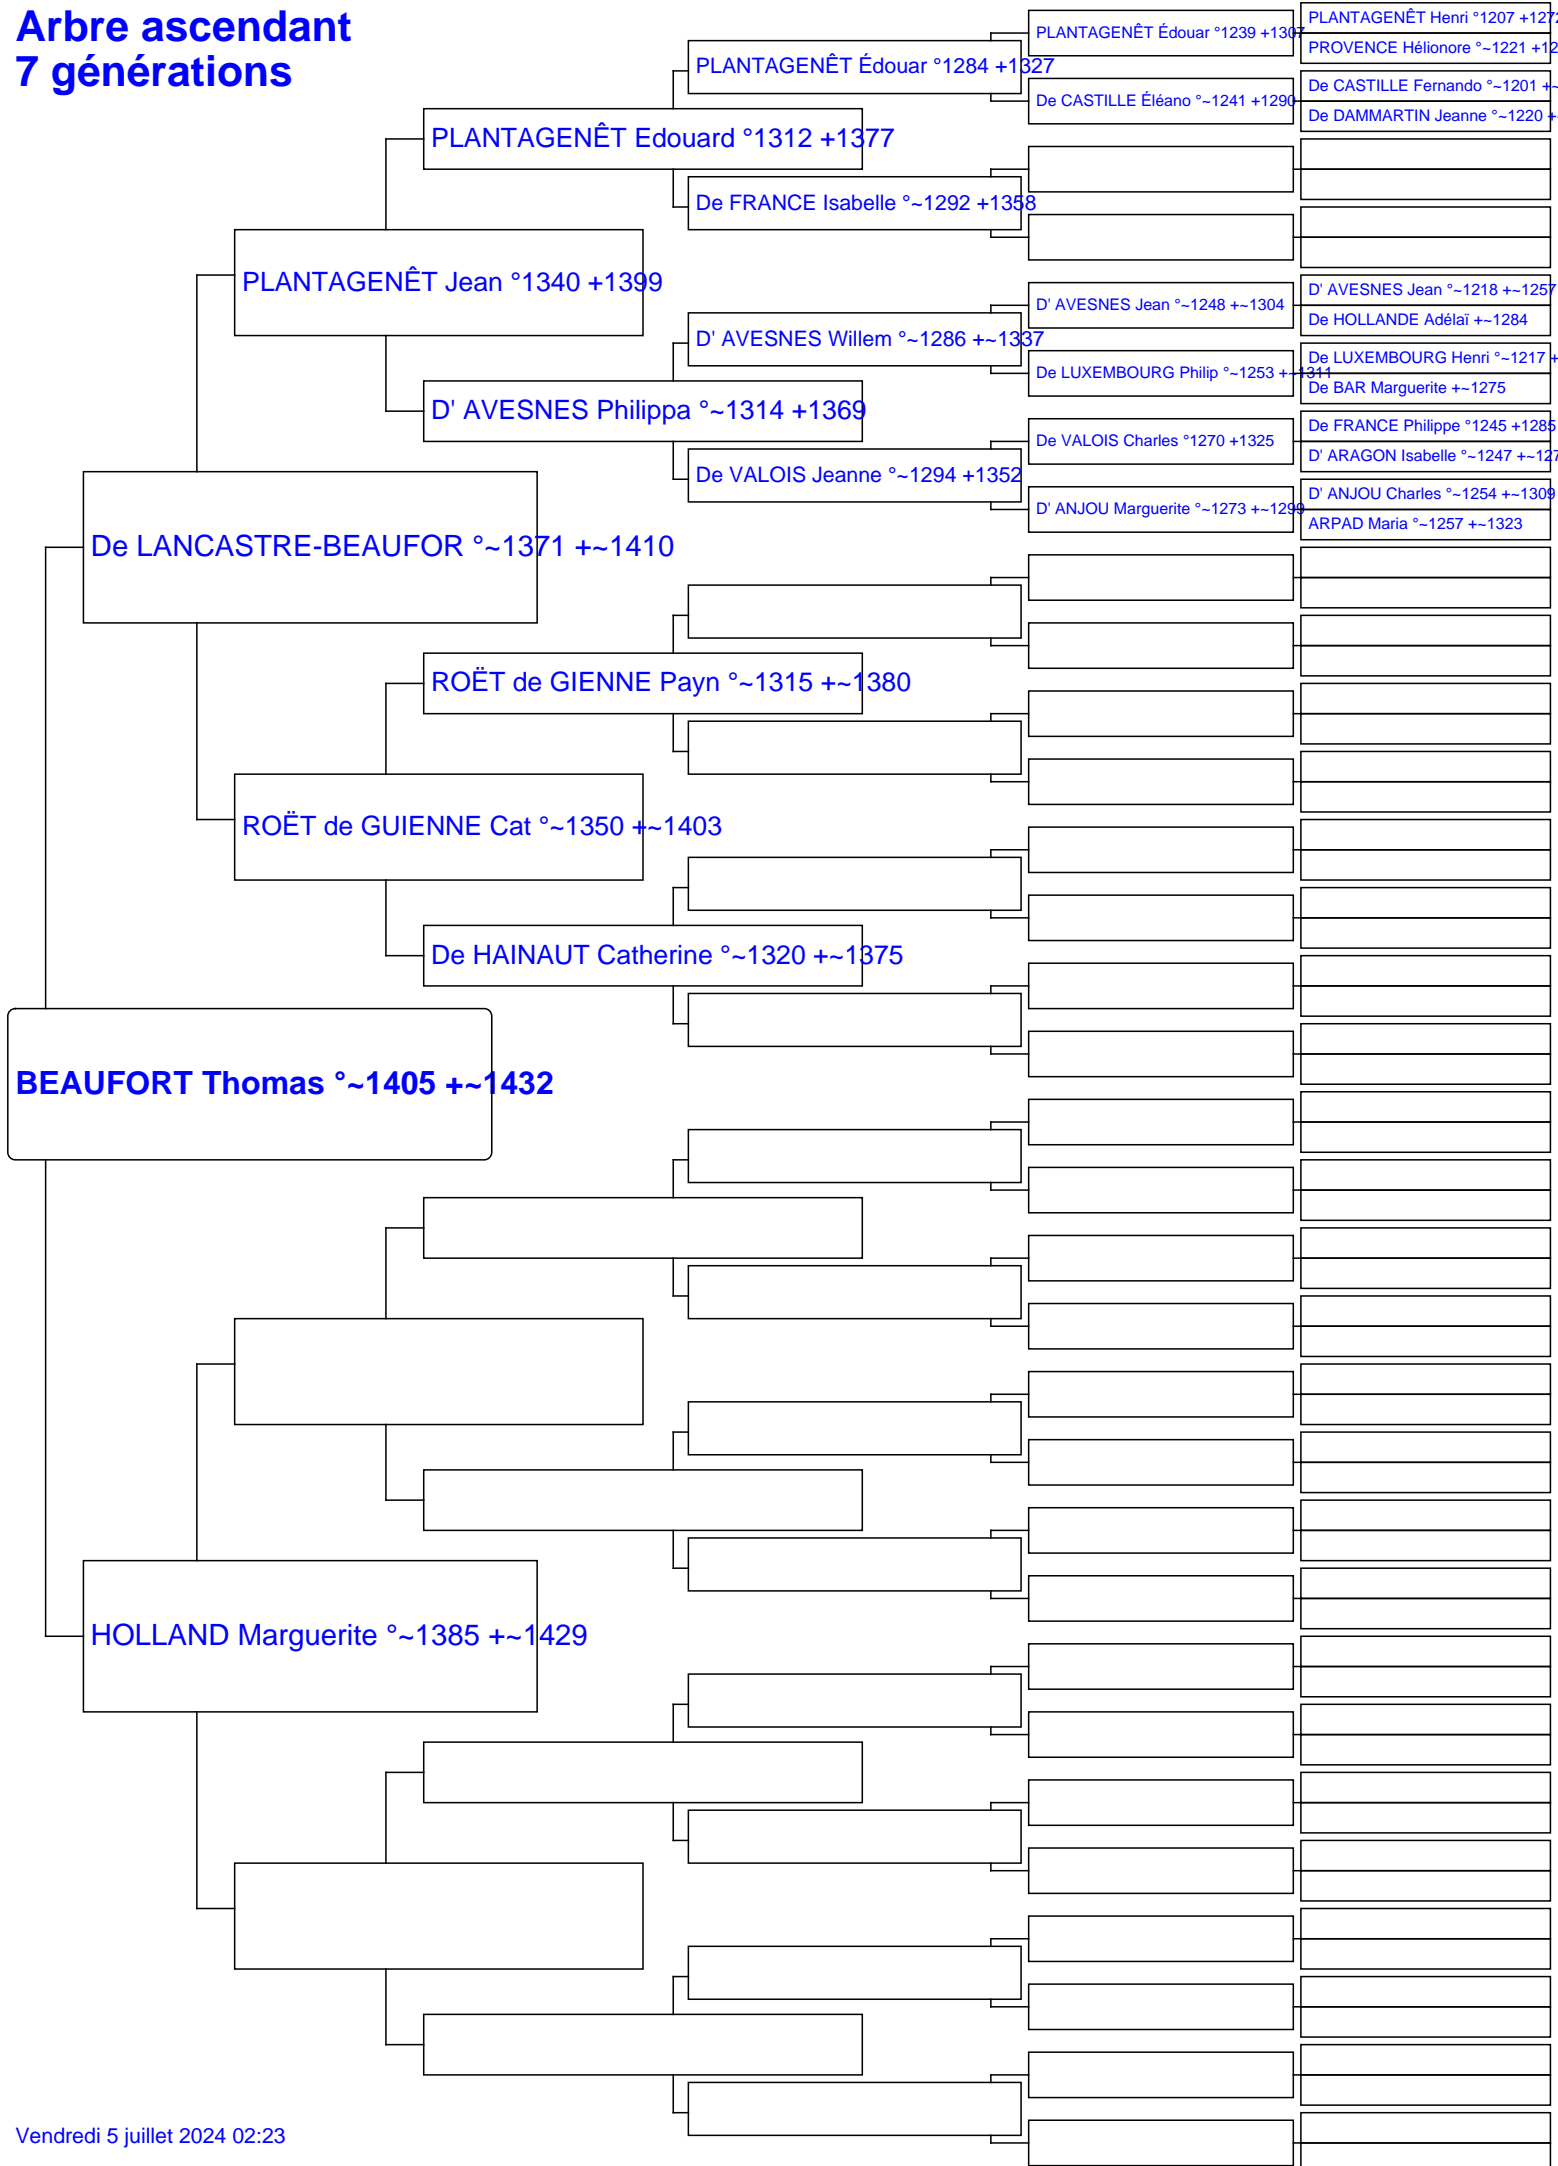 Arbre ascendant
7 générations
PLANTAGENÊT Henri °1207 +1272
PLANTAGENÊT Édouar °1239 +1307
PROVENCE Hélionore °~1221 +12
PLANTAGENÊT Édouar °1284 +1327
De CASTILLE Fernando °~1201 +~
De CASTILLE Éléano °~1241 +1290
De DAMMARTIN Jeanne °~1220 +
PLANTAGENÊT Edouard °1312 +1377
De FRANCE Isabelle °~1292 +1358
PLANTAGENÊT Jean °1340 +1399
D' AVESNES Jean °~1218 +~1257
D' AVESNES Jean °~1248 +~1304
De HOLLANDE Adélaï +~1284
D' AVESNES Willem °~1286 +~1337
De LUXEMBOURG Henri °~1217 +
De LUXEMBOURG Philip °~1253 +~1311
De BAR Marguerite +~1275
D' AVESNES Philippa °~1314 +1369
De FRANCE Philippe °1245 +1285
De VALOIS Charles °1270 +1325
D' ARAGON Isabelle °~1247 +~127
De VALOIS Jeanne °~1294 +1352
D' ANJOU Charles °~1254 +~1309
D' ANJOU Marguerite °~1273 +~1299
ARPAD Maria °~1257 +~1323
De LANCASTRE-BEAUFOR °~1371 +~1410
ROËT de GIENNE Payn °~1315 +~1380
ROËT de GUIENNE Cat °~1350 +~1403
De HAINAUT Catherine °~1320 +~1375
BEAUFORT Thomas °~1405 +~1432
HOLLAND Marguerite °~1385 +~1429
Vendredi 5 juillet 2024 02:23